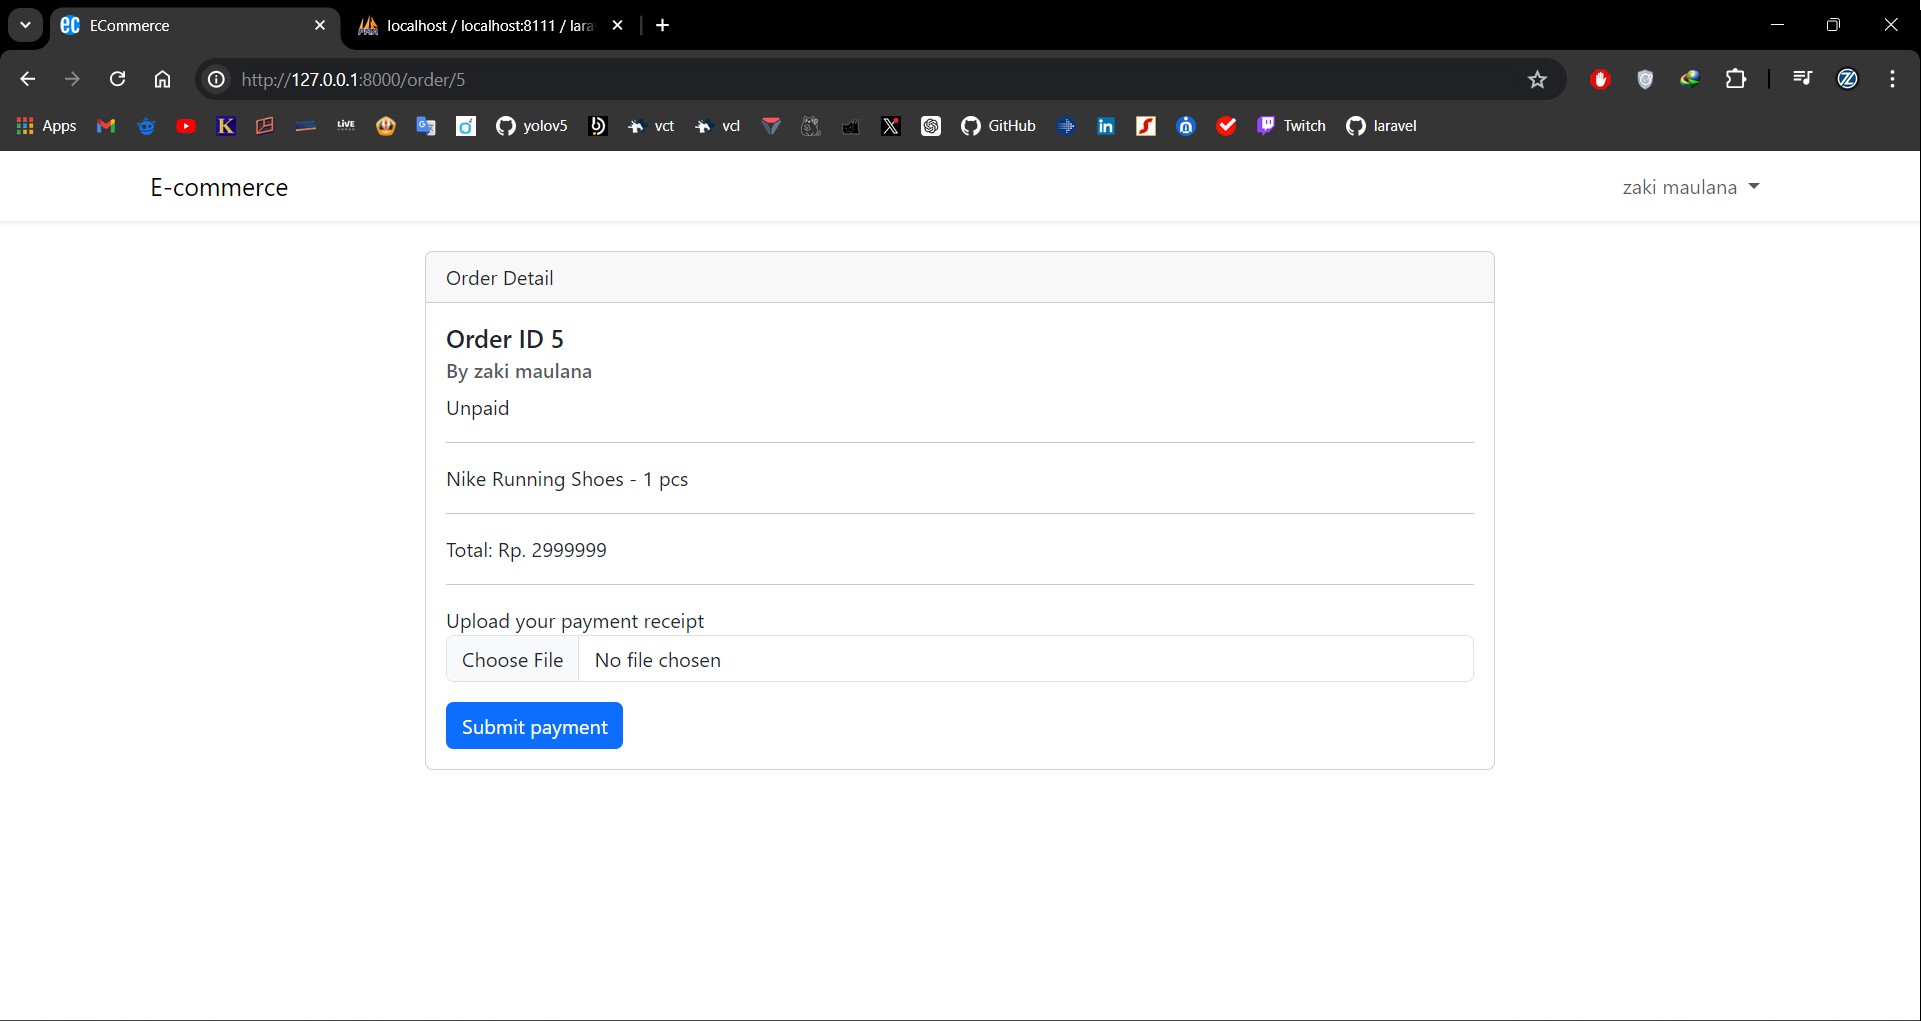 ec ECommerce
localhost / localhost:8111 / lara
http://127.0.0.1:8000/order/5
Apps K LIVE yolov5 vct vcl X GitHub in Twitch laravel
E-commerce
zaki maulana
Order Detail
Order ID 5
By zaki maulana
Unpaid
Nike Running Shoes - 1 pcs
Total: Rp. 2999999
Upload your payment receipt
Choose File No file chosen
Submit payment